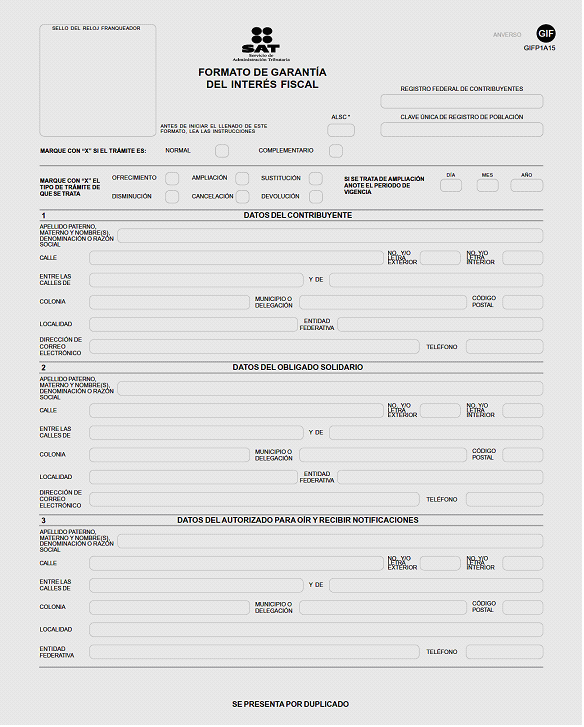 SELLO DEL RELOJ FRANQUEADOR
ANVERSO
GIF
GIFP1A15
SAT
Servicio de
Administración Tributaria
FORMATO DE GARANTÍA
DEL INTERÉS FISCAL
REGISTRO FEDERAL DE CONTRIBUYENTES
ALSC *
CLAVE ÚNICA DE REGISTRO DE POBLACIÓN
ANTES DE INICIAR EL LLENADO DE ESTE
FORMATO, LEA LAS INSTRUCCIONES
MARQUE CON "X" SI EL TRÁMITE ES: NORMAL COMPLEMENTARIO
MARQUE CON "X" EL
TIPO DE TRÁMITE DE
QUE SE TRATA
OFRECIMIENTO AMPLIACIÓN SUSTITUCIÓN
DISMINUCIÓN CANCELACIÓN DEVOLUCIÓN
SI SE TRATA DE AMPLIACIÓN
ANOTE EL PERIODO DE
VIGENCIA
DÍA MES AÑO
1 DATOS DEL CONTRIBUYENTE
APELLIDO PATERNO,
MATERNO Y NOMBRE(S),
DENOMINACIÓN O RAZÓN
SOCIAL
CALLE
NO. Y/O
LETRA
EXTERIOR
NO. Y/O
LETRA
INTERIOR
ENTRE LAS
CALLES DE
Y DE
COLONIA
MUNICIPIO O
DELEGACIÓN
CÓDIGO
POSTAL
LOCALIDAD
ENTIDAD
FEDERATIVA
DIRECCIÓN DE
CORREO
ELECTRÓNICO
TELÉFONO
2 DATOS DEL OBLIGADO SOLIDARIO
APELLIDO PATERNO,
MATERNO Y NOMBRE(S),
DENOMINACIÓN O RAZÓN
SOCIAL
CALLE
NO. Y/O
LETRA
EXTERIOR
NO. Y/O
LETRA
INTERIOR
ENTRE LAS
CALLES DE
Y DE
COLONIA
MUNICIPIO O
DELEGACIÓN
CÓDIGO
POSTAL
LOCALIDAD
ENTIDAD
FEDERATIVA
DIRECCIÓN DE
CORREO
ELECTRÓNICO
TELÉFONO
3 DATOS DEL AUTORIZADO PARA OÍR Y RECIBIR NOTIFICACIONES
APELLIDO PATERNO,
MATERNO Y NOMBRE(S),
DENOMINACIÓN O RAZÓN
SOCIAL
CALLE
NO. Y/O
LETRA
EXTERIOR
NO. Y/O
LETRA
INTERIOR
ENTRE LAS
CALLES DE
Y DE
COLONIA
MUNICIPIO O
DELEGACIÓN
CÓDIGO
POSTAL
LOCALIDAD
ENTIDAD
FEDERATIVA
TELÉFONO
SE PRESENTA POR DUPLICADO